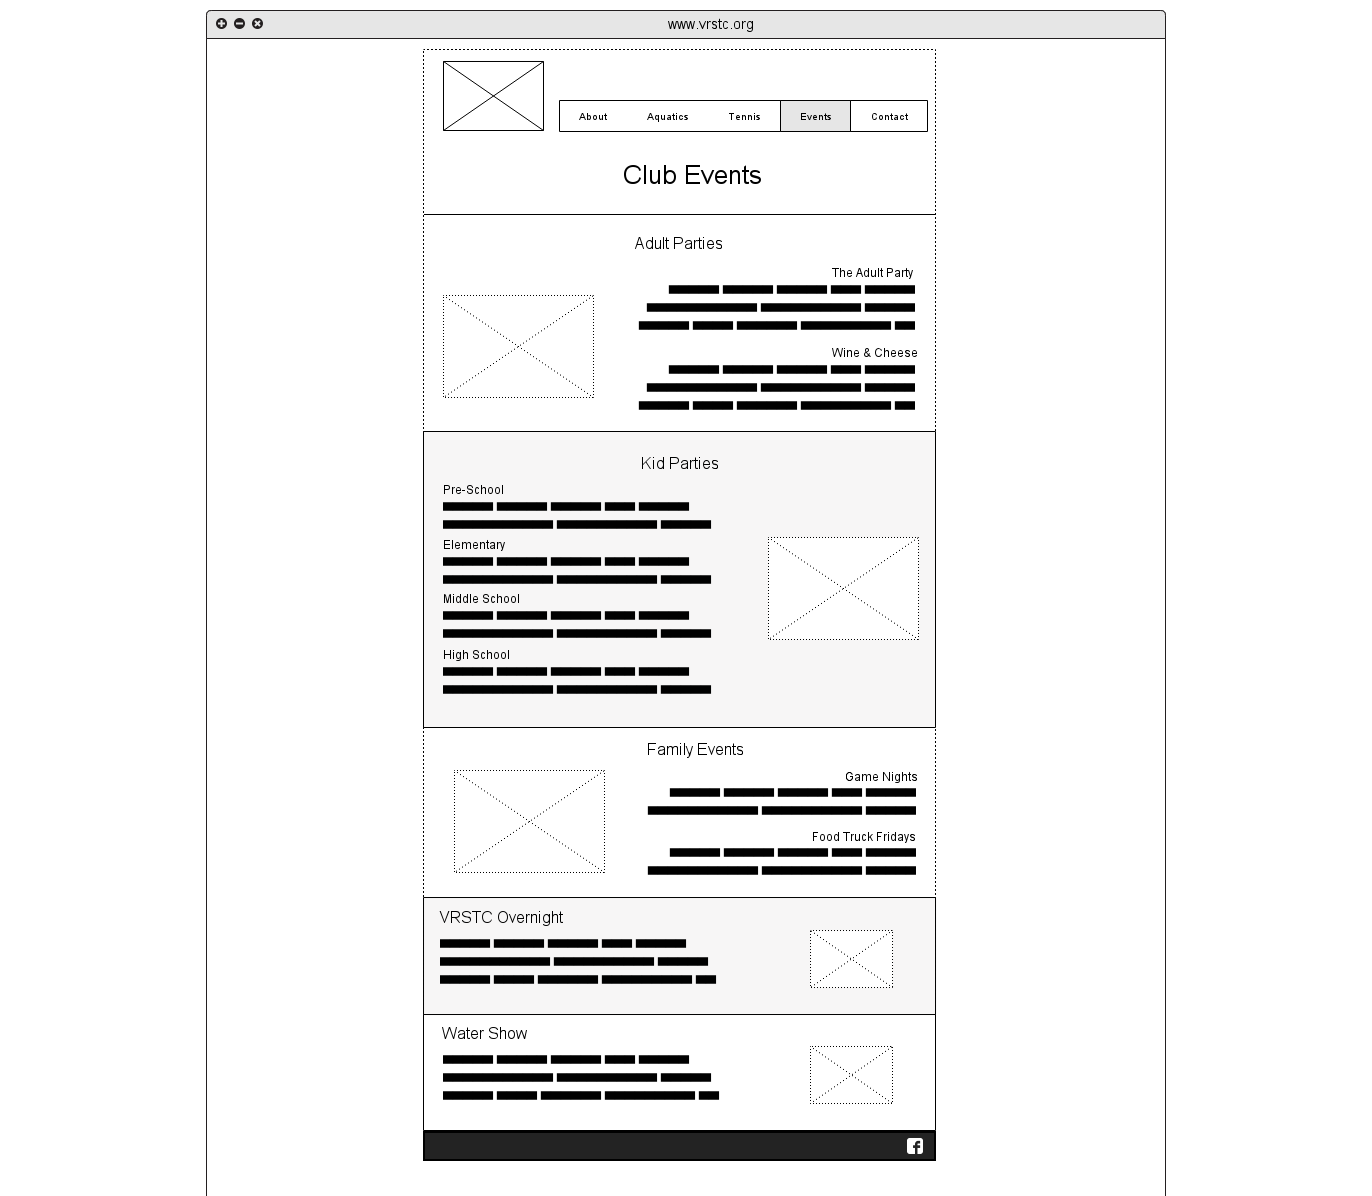 www.vrstc.org
About Aquatics Tennis Events Contact
Club Events
Adult Parties
The Adult Party
Wine & Cheese
Kid Parties
Pre-School
Elementary
Middle School
High School
Family Events
Game Nights
Food Truck Fridays
VRSTC Overnight
Water Show